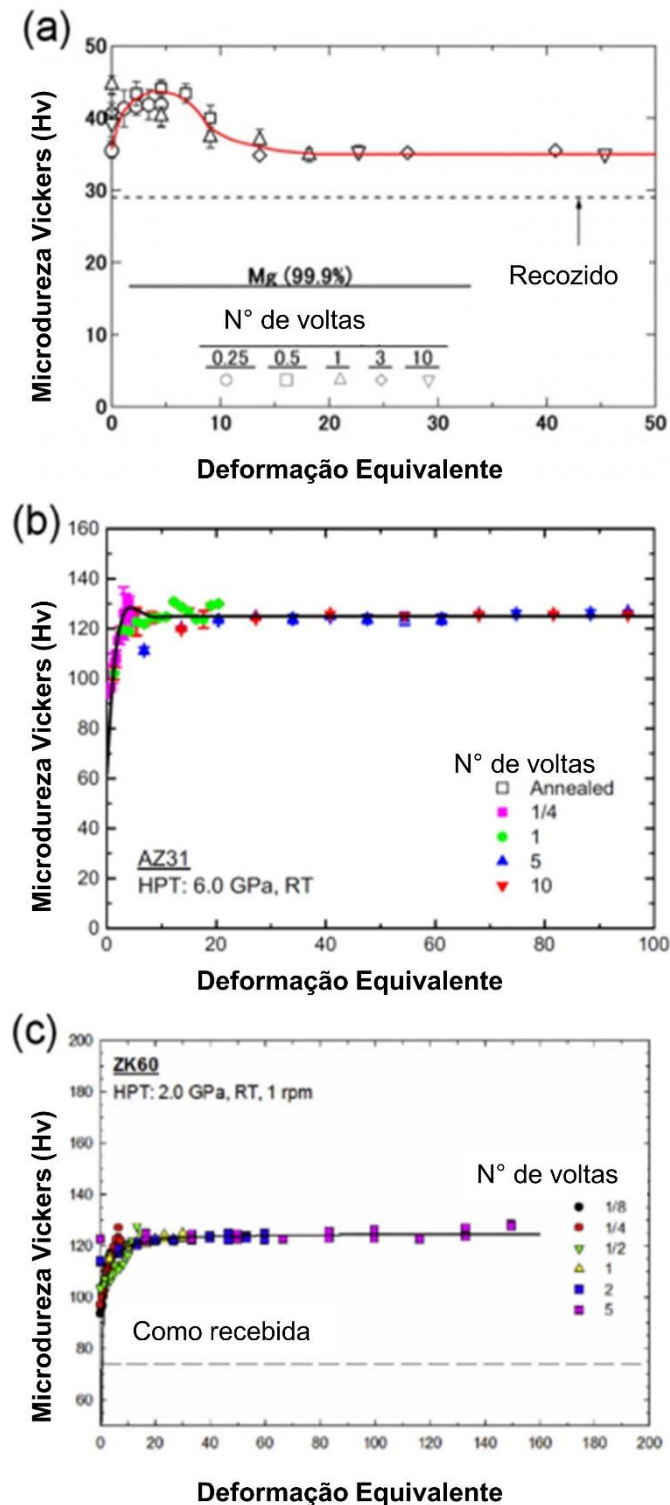 (a)
Microdureza Vickers (Hv)
50
40
30
20
10
0
Recozido
Mg (99.9%)
N° de voltas
0.25 0.5 1 3 10
0 10 20 30 40 50
Deformação Equivalente
(b)
Microdureza Vickers (Hv)
160
140
120
100
80
60
40
20
0
N° de voltas
Annealed
1/4
1
5
10
AZ31
HPT: 6.0 GPa, RT
0 20 40 60 80 100
Deformação Equivalente
(c)
Microdureza Vickers (Hv)
200
180
160
140
120
100
80
60
ZK60
HPT: 2.0 GPa, RT, 1 rpm
N° de voltas
1/8
1/4
1/2
1
2
5
Como recebida
0 20 40 60 80 100 120 140 160 180 200
Deformação Equivalente